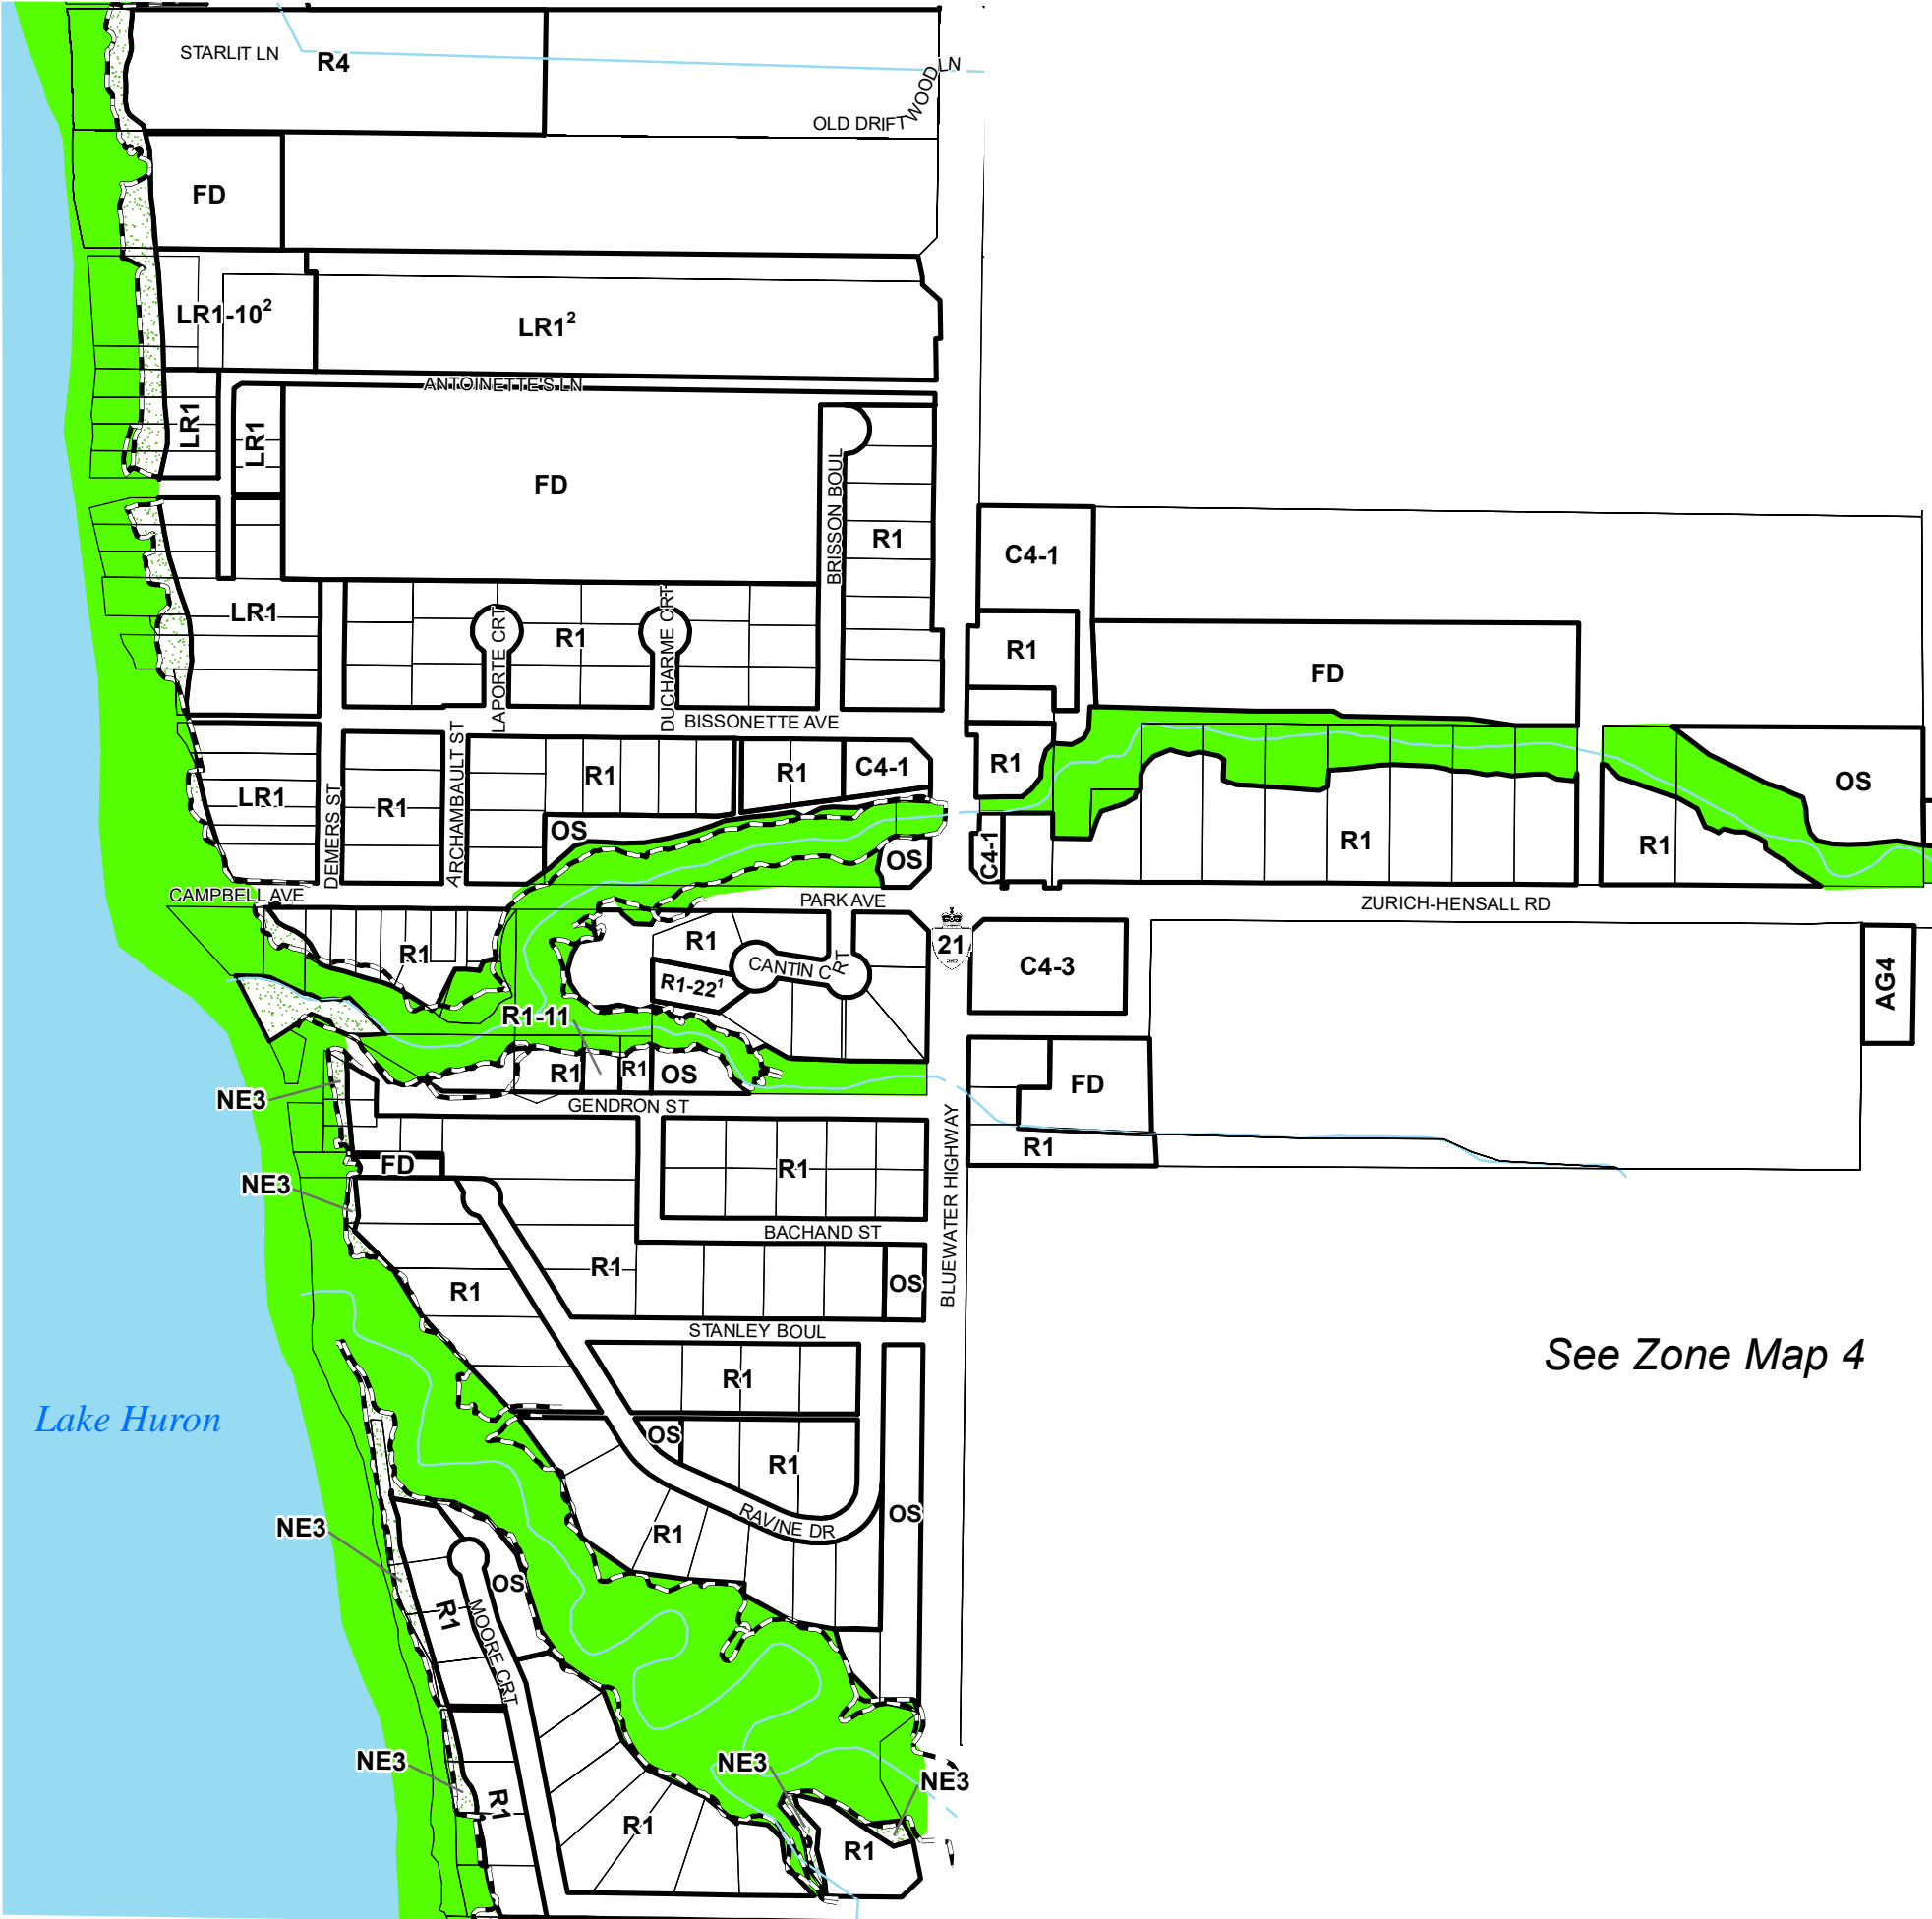 STARLIT LN
R4
WOOD LN
OLD DRIFT
FD
LR1-10²
LR1²
ANTOINETTE'S LN
LR1
LR1
FD
BRISSON BOUL
R1
C4-1
LR1
LAPORTE CRT
R1
DUCHARME CRT
R1
FD
BISSONETTE AVE
ARCHAMBAULT ST
R1
R1
C4-1
R1
OS
LR1
DEMERS ST
R1
OS
OS
C4-1
R1
R1
CAMPBELL AVE
PARK AVE
ZURICH-HENSALL RD
R1
R1
CANTIN CRT
21
C4-3
AG4
R1-22¹
R1-11
R1
R1
OS
FD
NE3
GENDRON ST
BLUEWATER HIGHWAY
R1
FD
R1
NE3
BACHAND ST
R1
R1
OS
STANLEY BOUL
See Zone Map 4
R1
Lake Huron
OS
R1
RAVINE DR
OS
NE3
R1
OS
R1
MOORE CRT
NE3
NE3
NE3
R1
R1
R1